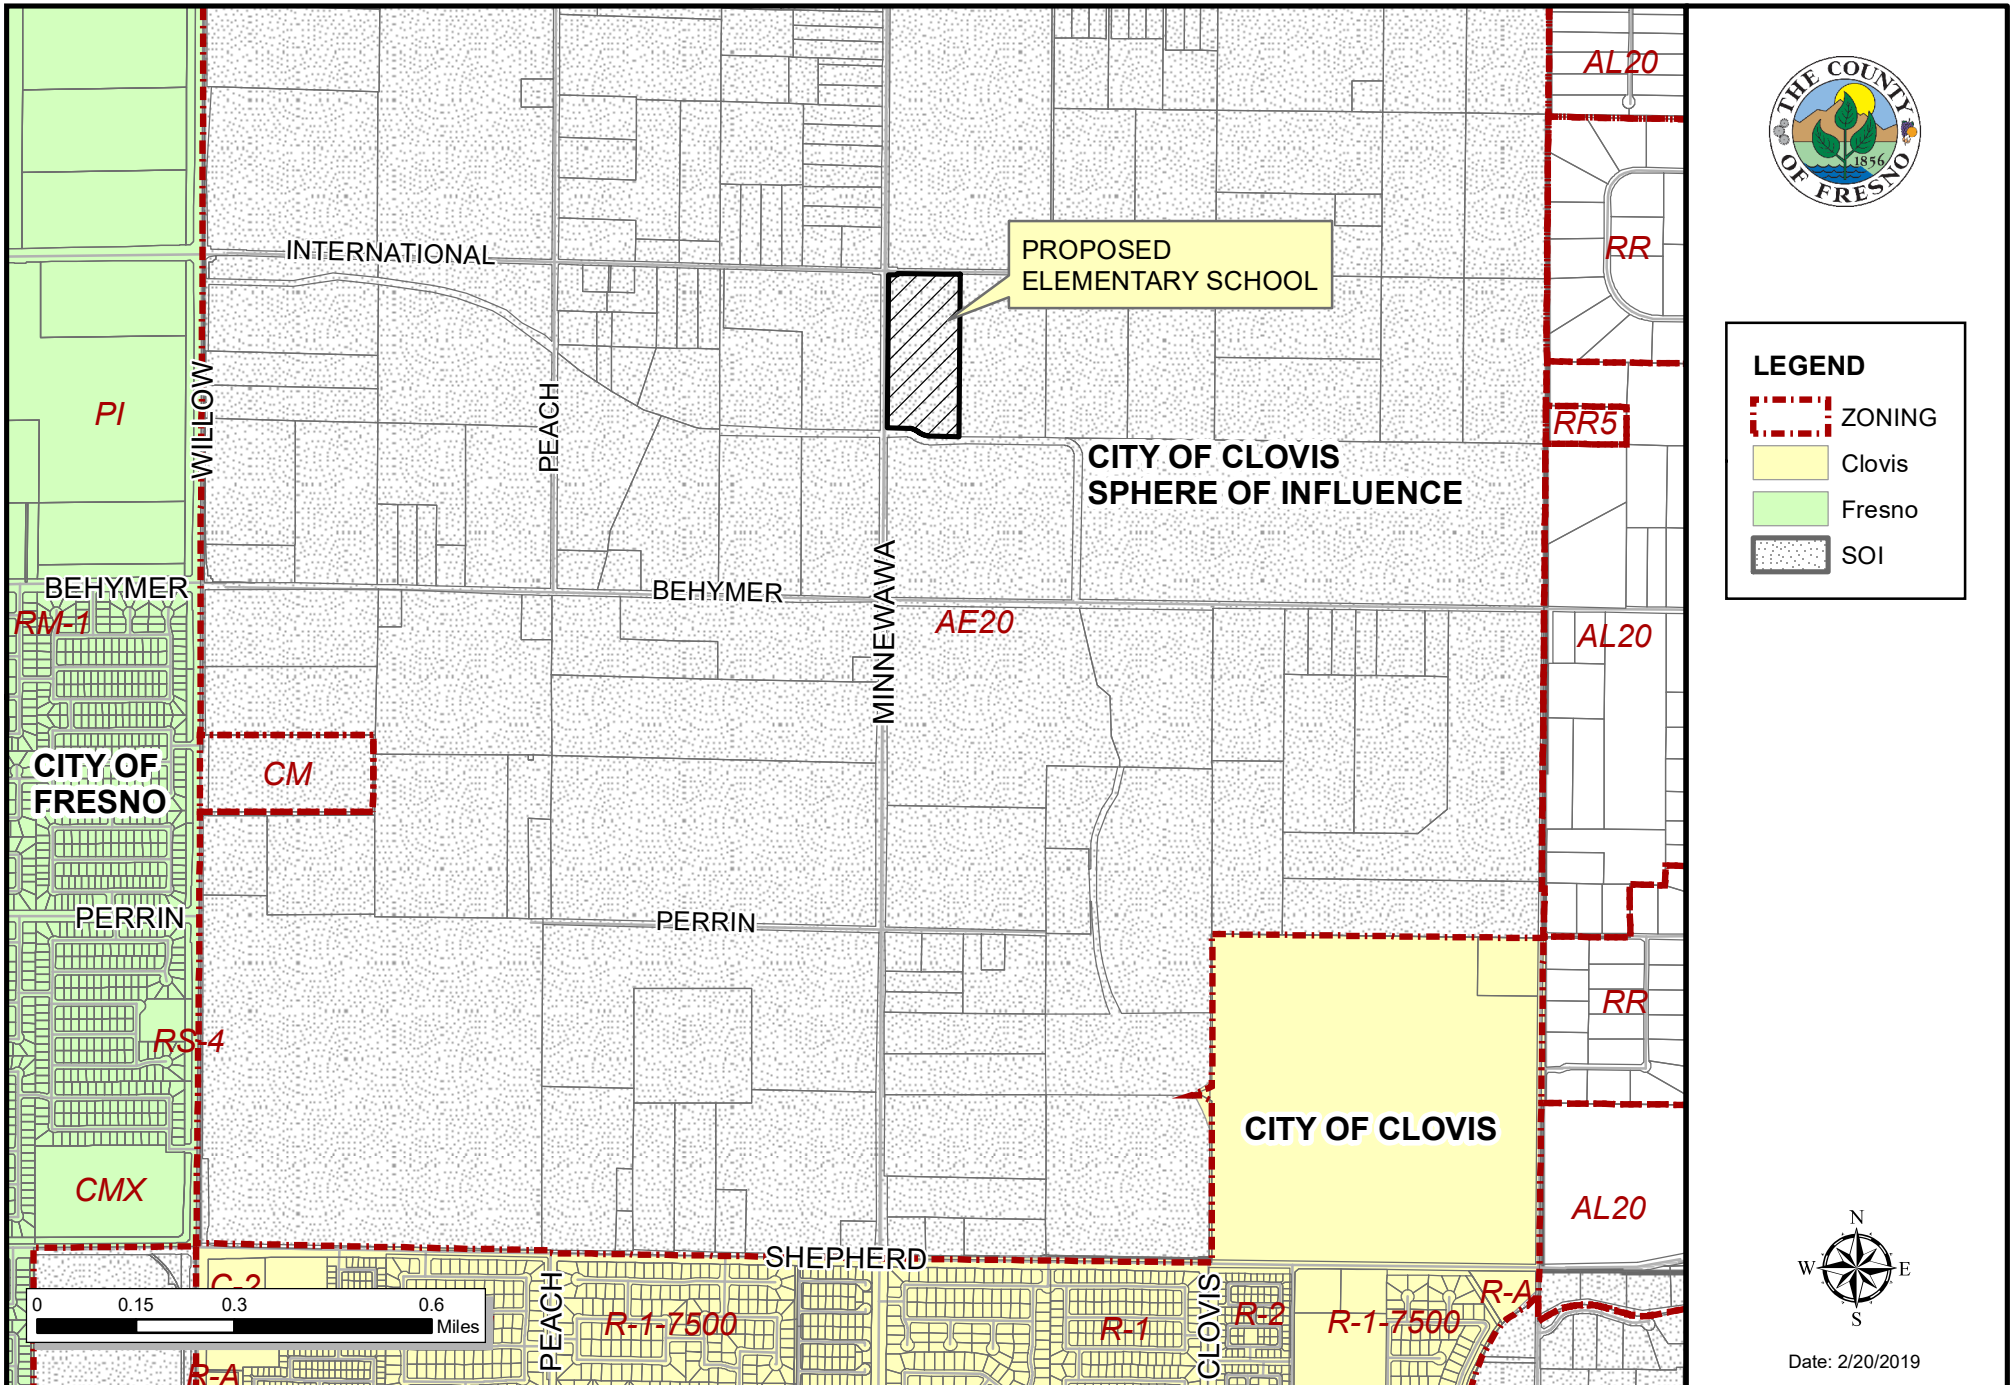 AL20
THE COUNTY
OF FRESNO
1856
INTERNATIONAL
PROPOSED
ELEMENTARY SCHOOL
RR
LEGEND
ZONING
Clovis
Fresno
SOI
PI
WILLOW
PEACH
RR5
CITY OF CLOVIS
SPHERE OF INFLUENCE
BEHYMER
BEHYMER
RM-1
MINNEWAWA
AE20
AL20
CITY OF
FRESNO
CM
PERRIN
PERRIN
RS-4
RR
CITY OF CLOVIS
CMX
AL20
SHEPHERD
C-2
PEACH
R-1-7500
R-1
CLOVIS
R-2
R-1-7500
R-A
R-A
0 0.15 0.3 0.6
Miles
N
W E
S
Date: 2/20/2019